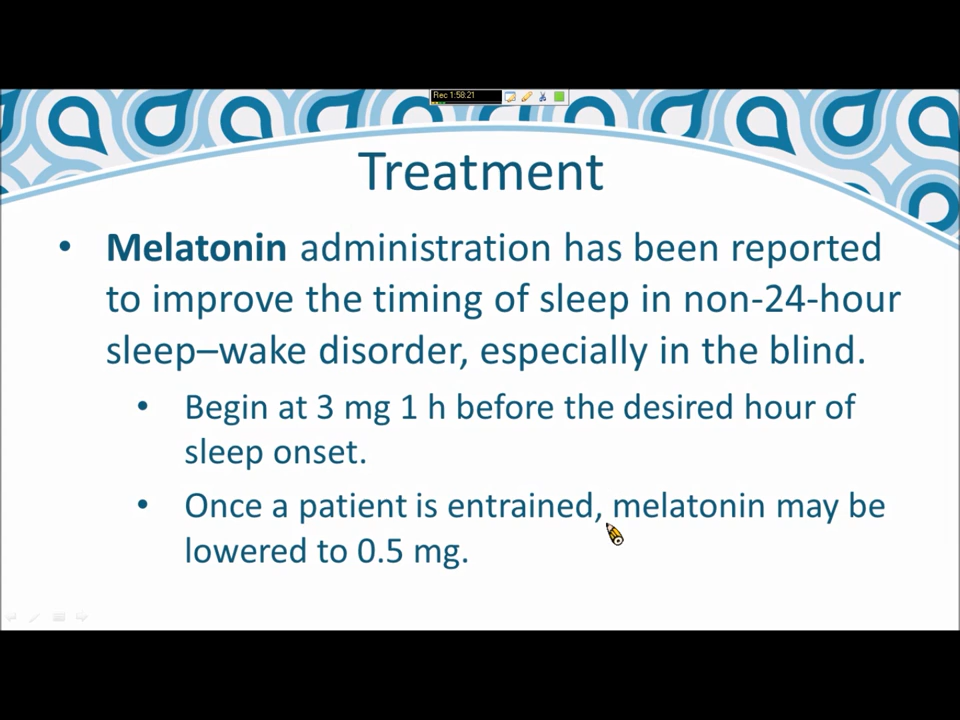 Rec 1:58:21
Treatment
• Melatonin administration has been reported
to improve the timing of sleep in non-24-hour
sleep–wake disorder, especially in the blind.
• Begin at 3 mg 1 h before the desired hour of
sleep onset.
• Once a patient is entrained, melatonin may be
lowered to 0.5 mg.